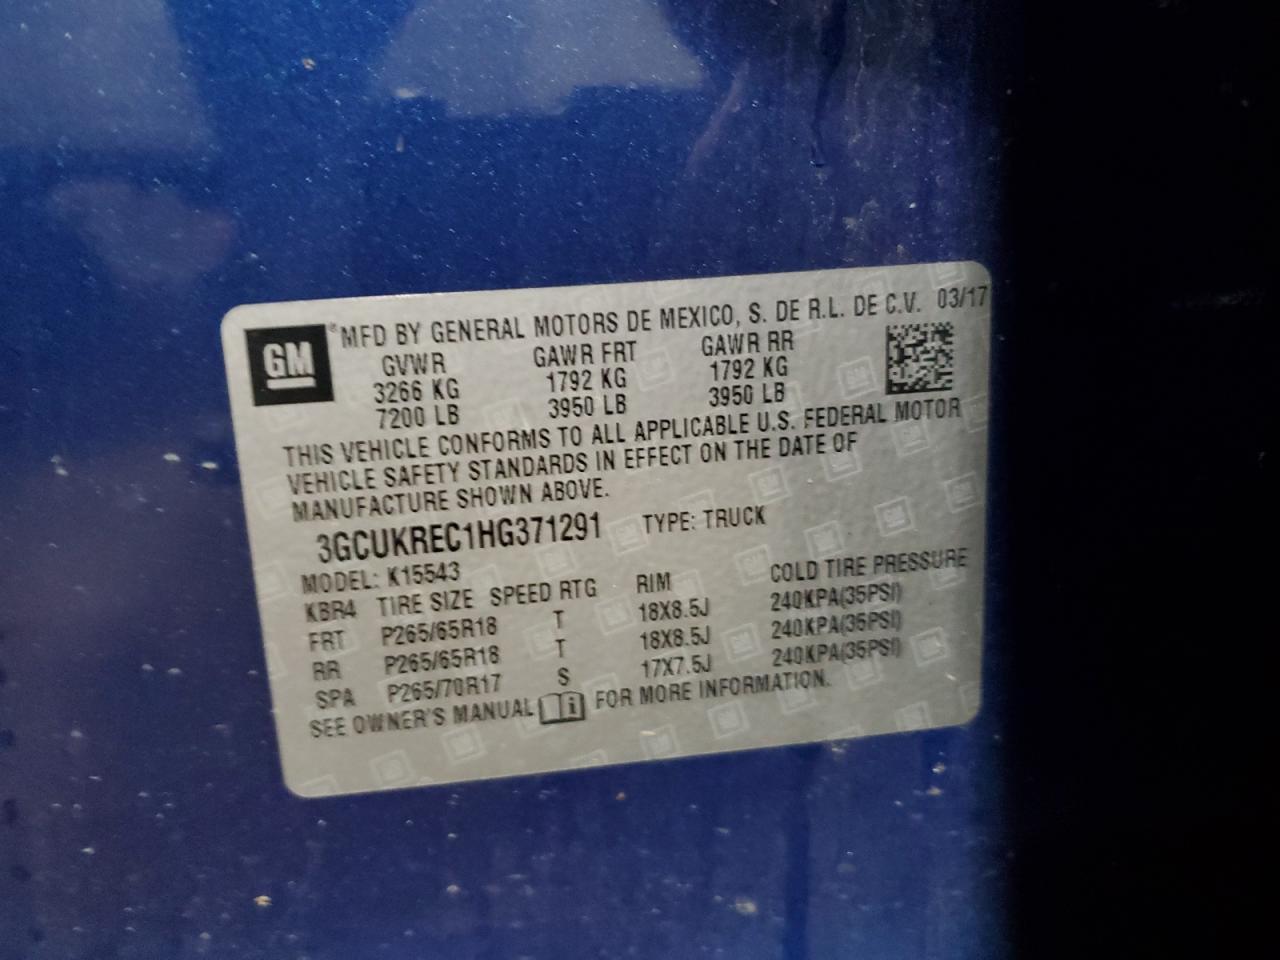 GM ®MFD BY GENERAL MOTORS DE MEXICO, S. DE R.L. DE C.V. 03/17
GVWR GAWR FRT GAWR RR
3266 KG 1792 KG 1792 KG
7200 LB 3950 LB 3950 LB
THIS VEHICLE CONFORMS TO ALL APPLICABLE U.S. FEDERAL MOTOR
VEHICLE SAFETY STANDARDS IN EFFECT ON THE DATE OF
MANUFACTURE SHOWN ABOVE.
3GCUKREC1HG371291 TYPE: TRUCK
MODEL: K15543
KBR4 TIRE SIZE SPEED RTG RIM COLD TIRE PRESSURE
FRT P265/65R18 T 18X8.5J 240KPA(35PSI)
RR P265/65R18 T 18X8.5J 240KPA(35PSI)
SPA P265/70R17 S 17X7.5J 240KPA(35PSI)
SEE OWNER'S MANUAL i FOR MORE INFORMATION.